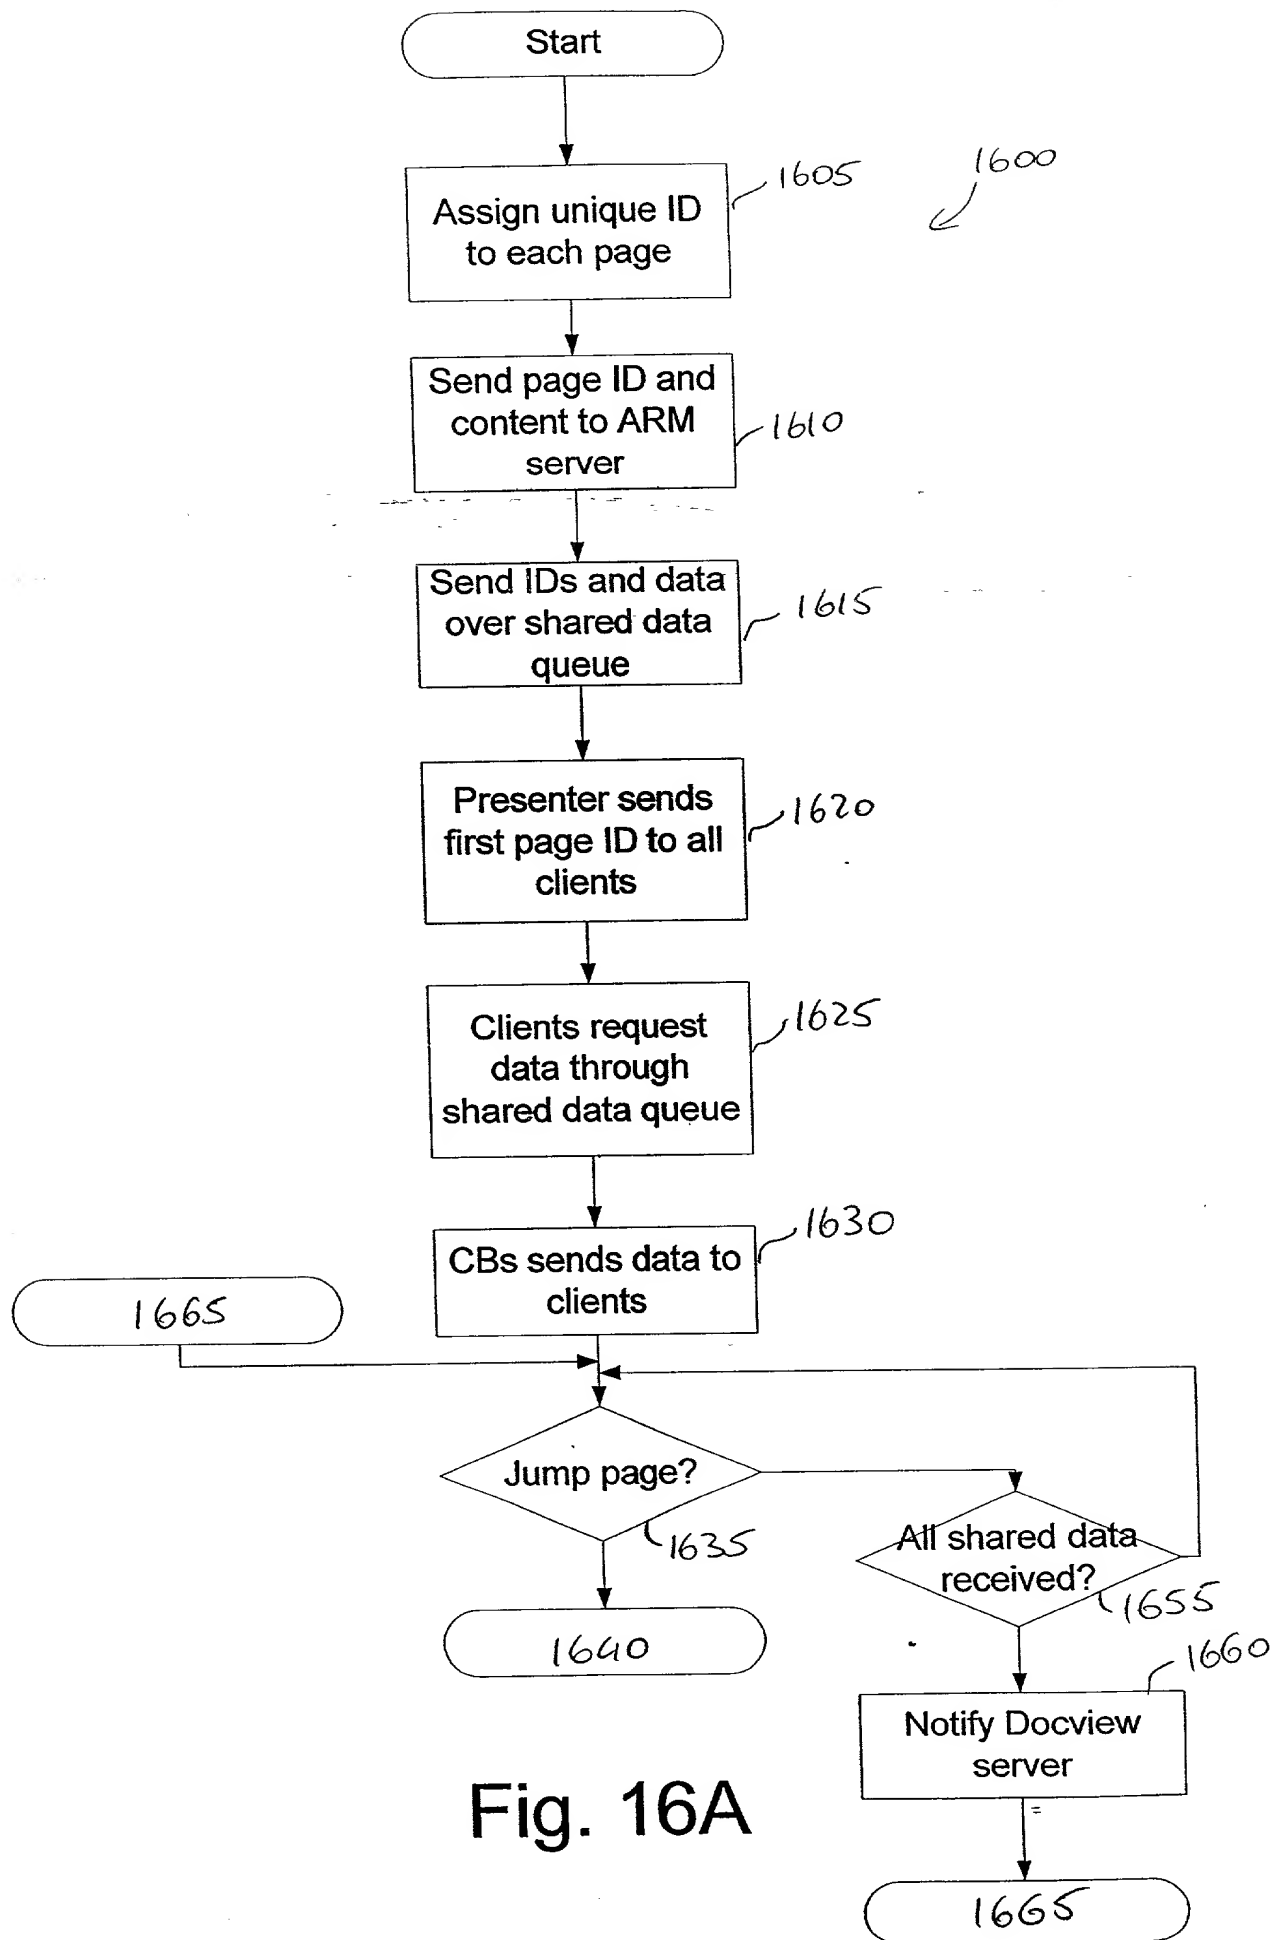 Start
1605
1600
Assign unique ID
to each page
Send page ID and
content to ARM
server
1610
Send IDs and data
over shared data
queue
1615
Presenter sends
first page ID to all
clients
1620
Clients request
data through
shared data queue
1625
CBs sends data to
clients
1630
1665
Jump page?
1635
All shared data
received?
1655
1640
1660
Notify Docview
server
Fig. 16A
1665